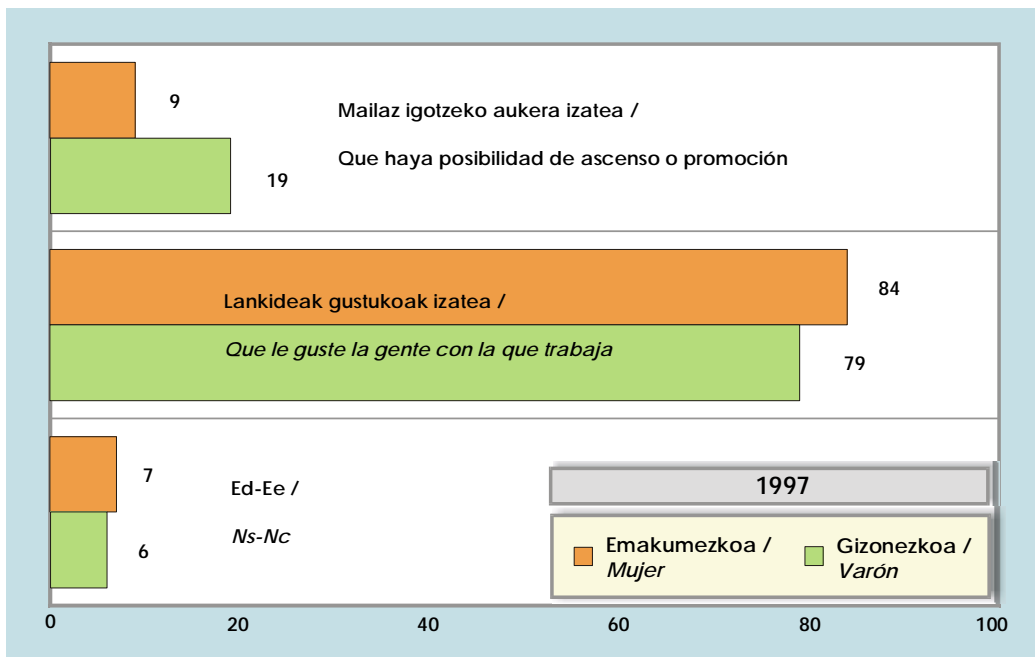 9
Mailaz igotzeko aukera izatea /
Que haya posibilidad de ascenso o promoción
19
84
Lankideak gustukoak izatea /
Que le guste la gente con la que trabaja
79
7
Ed-Ee /
1997
Ns-Nc
6
Emakumezkoa /
Mujer
Gizonezkoa /
Varón
0 20 40 60 80 100